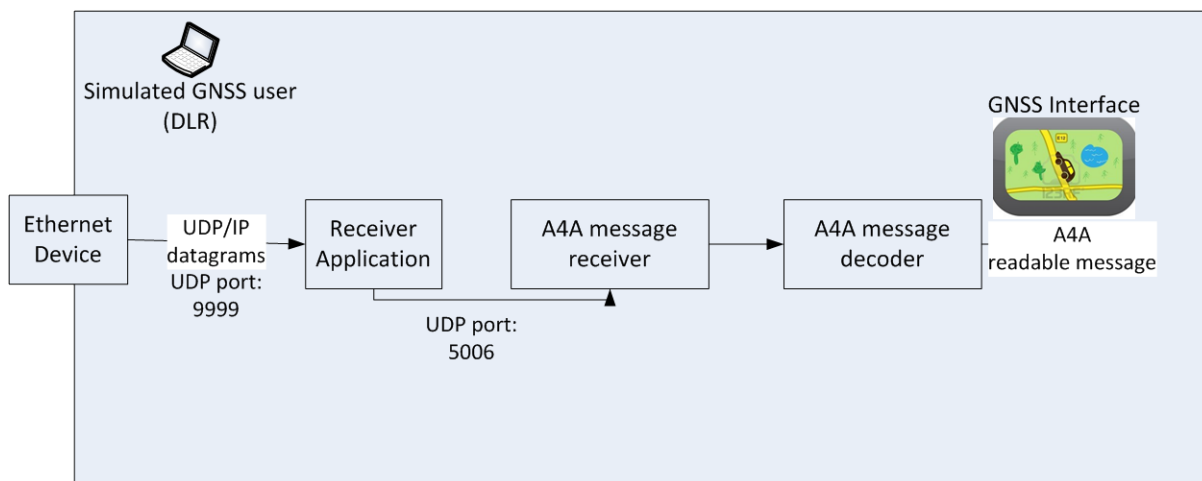 Simulated GNSS user
(DLR)
GNSS Interface
Ethernet
Device
UDP/IP
datagrams
UDP port:
9999
Receiver
Application
UDP port:
5006
A4A message
receiver
A4A message
decoder
A4A
readable message